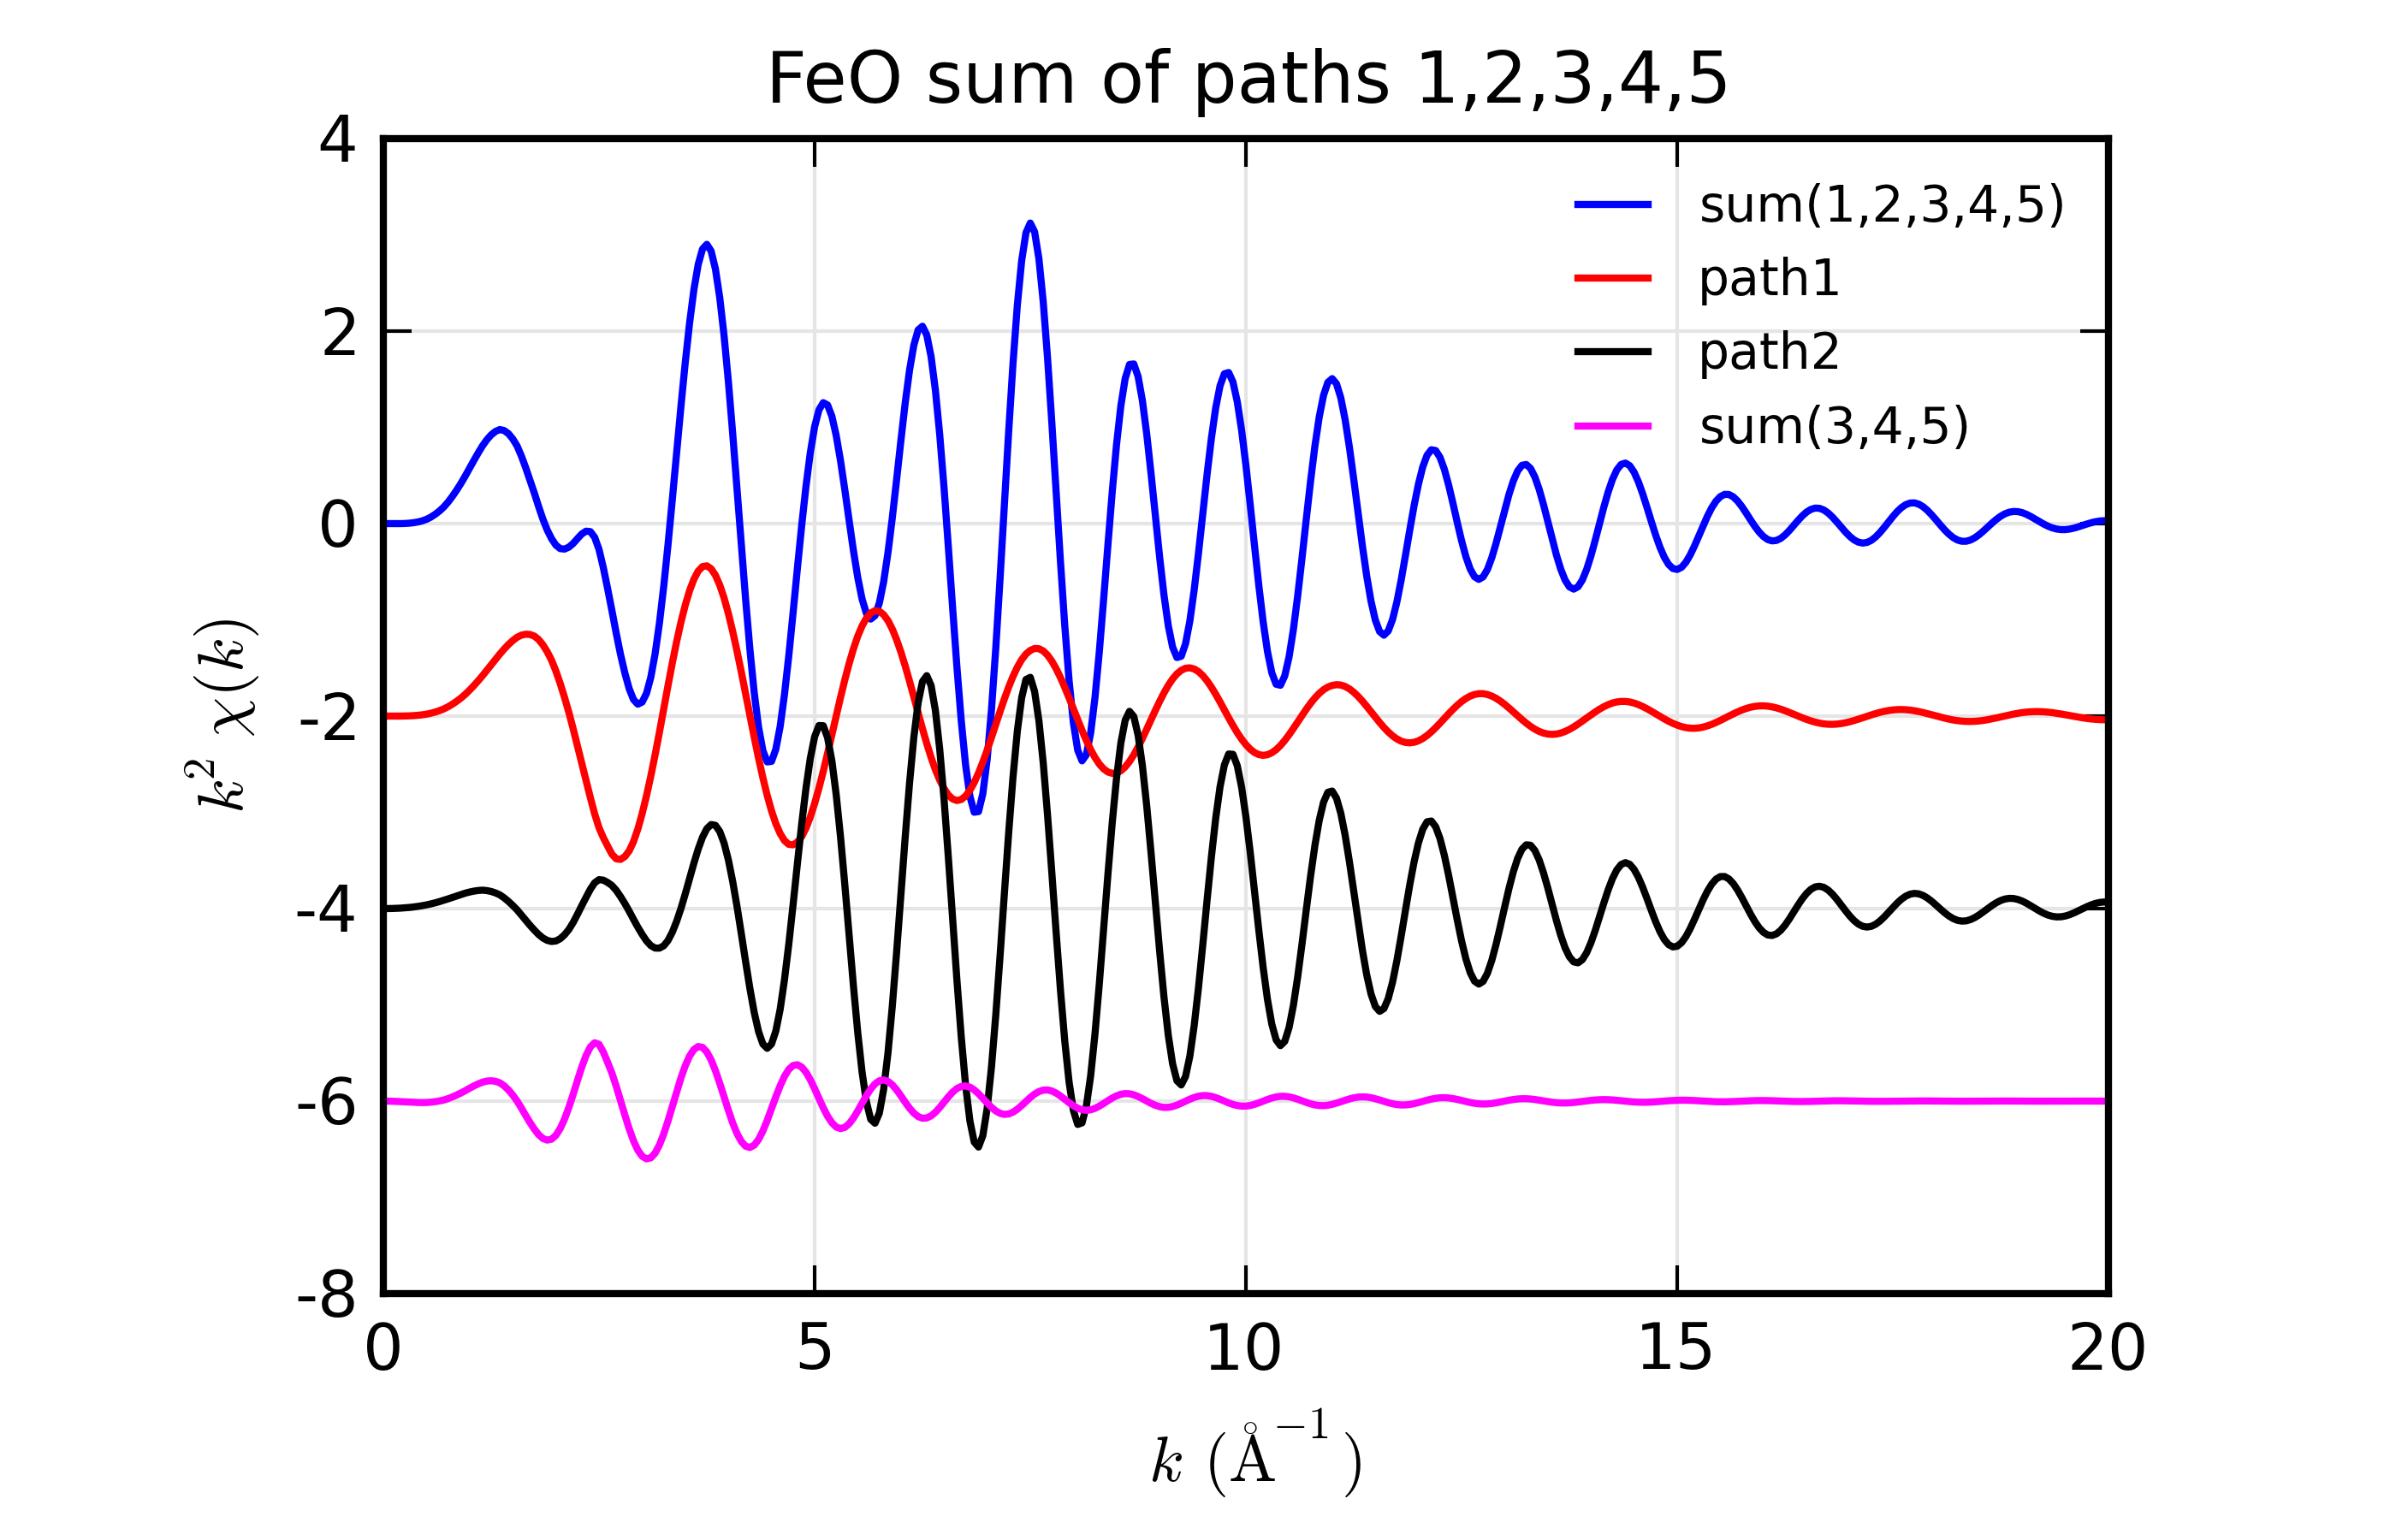 FeO sum of paths 1,2,3,4,5
4
2
0
-2
-4
-6
-8
k² χ(k)
sum(1,2,3,4,5)
path1
path2
sum(3,4,5)
0 5 10 15 20
k (Å⁻¹)